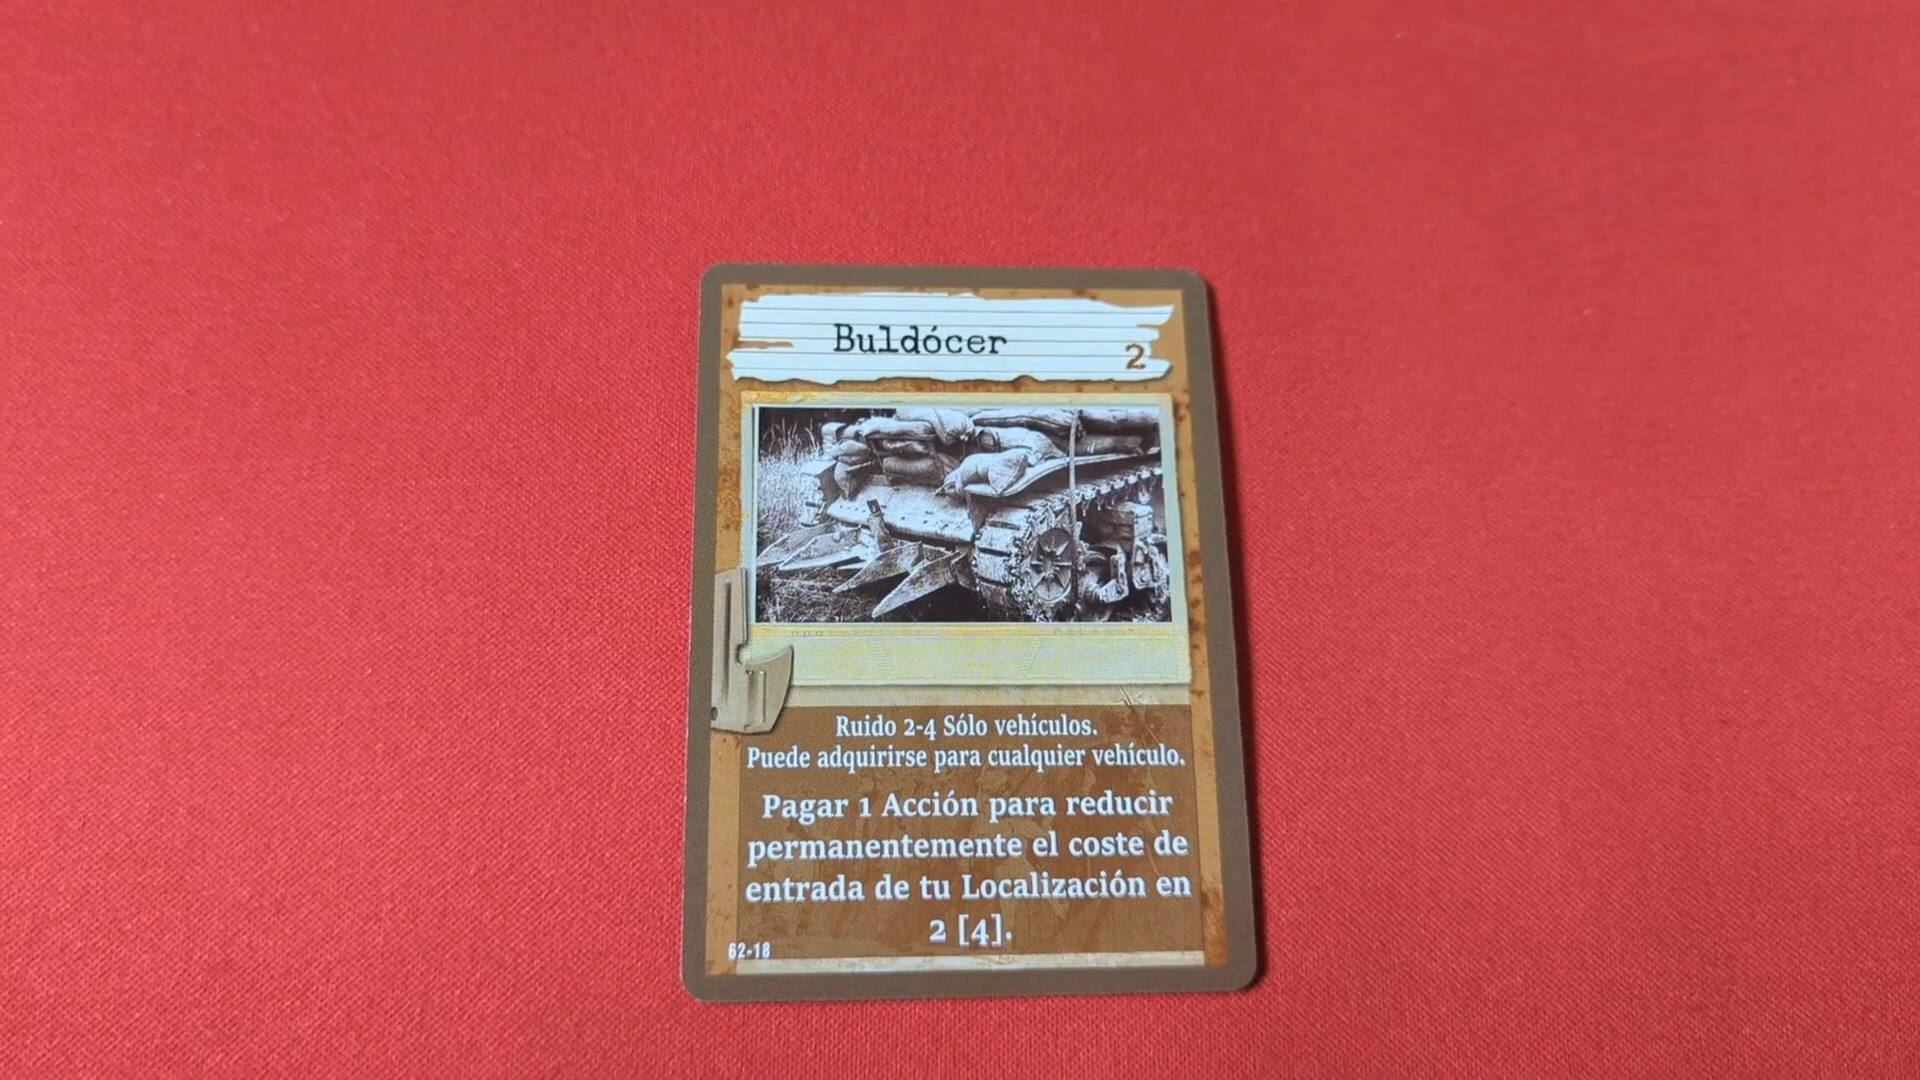 Buldócer
2
Ruido 2-4 Sólo vehículos.
Puede adquirirse para cualquier vehículo.
Pagar 1 Acción para reducir
permanentemente el coste de
entrada de tu Localización en
2 [4].
62-18